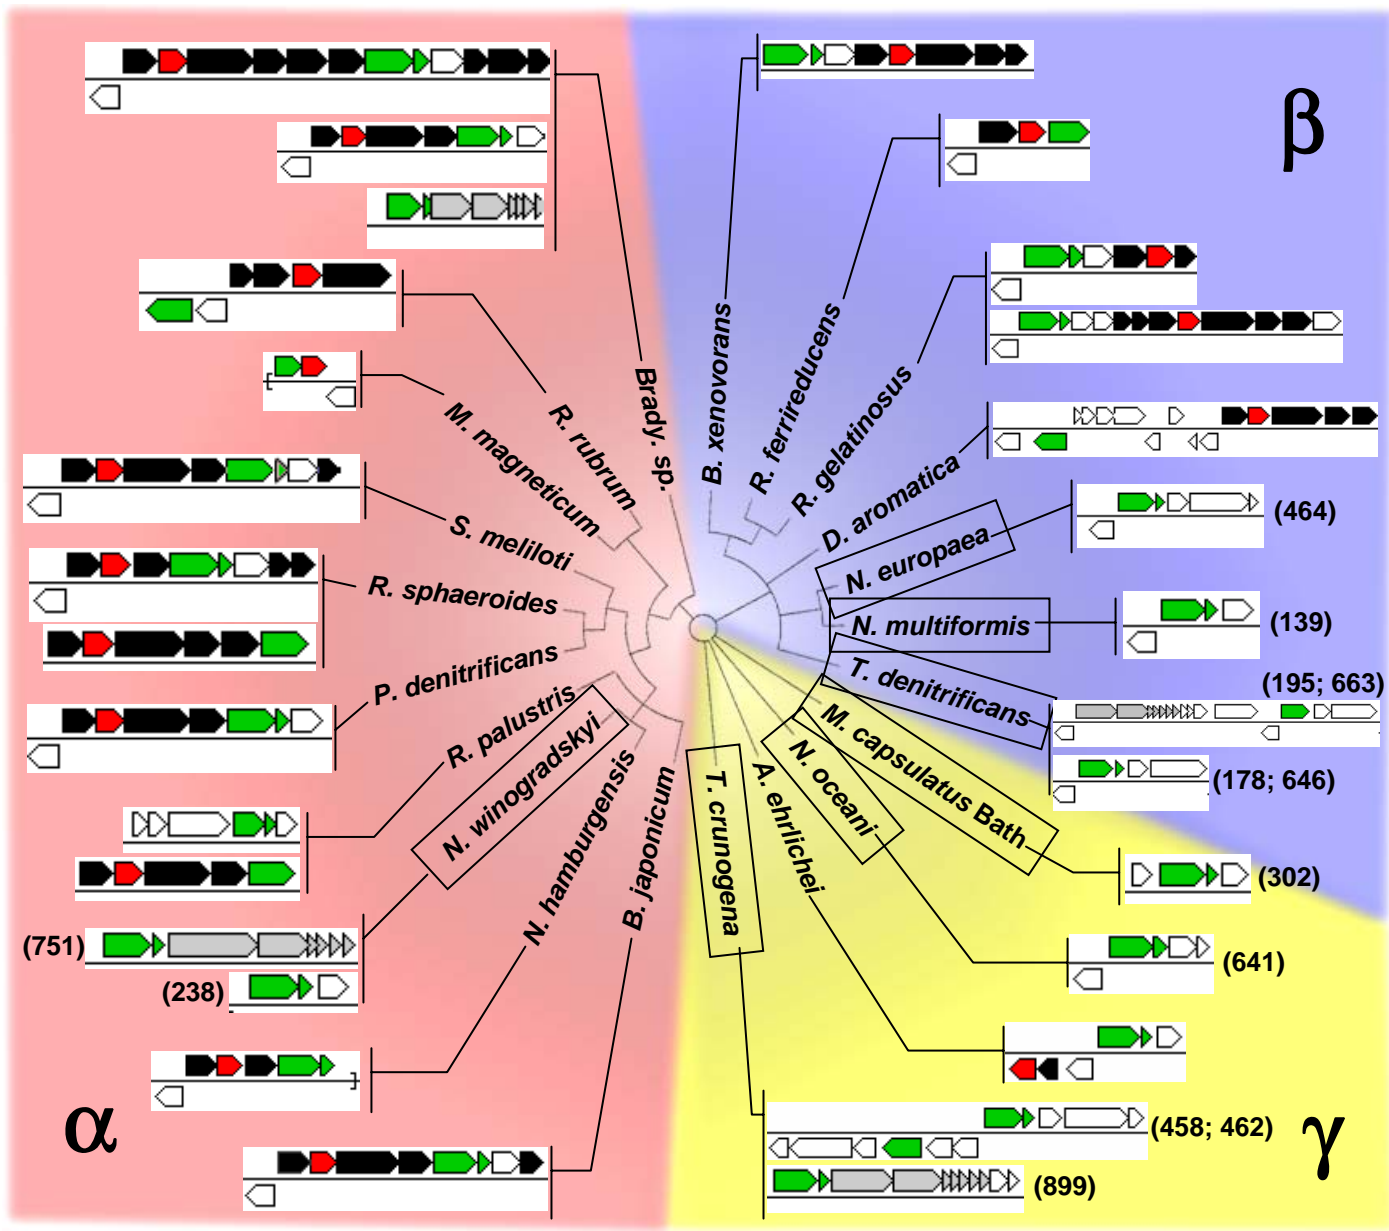 β
B. xenovorans
R. ferrireducens
R. gelatinosus
D. aromatica
N. europaea
(464)
N. multiformis
(139)
T. denitrificans
(195; 663)
(178; 646)
M. capsulatus Bath
(302)
N. oceani
(641)
A. ehrlichei
T. crunogena
(458; 462)
(899)
γ
Brady. sp.
R. rubrum
M. magneticum
S. meliloti
R. sphaeroides
P. denitrificans
R. palustris
N. winogradskyi
(751)
(238)
N. hamburgensis
B. japonicum
α